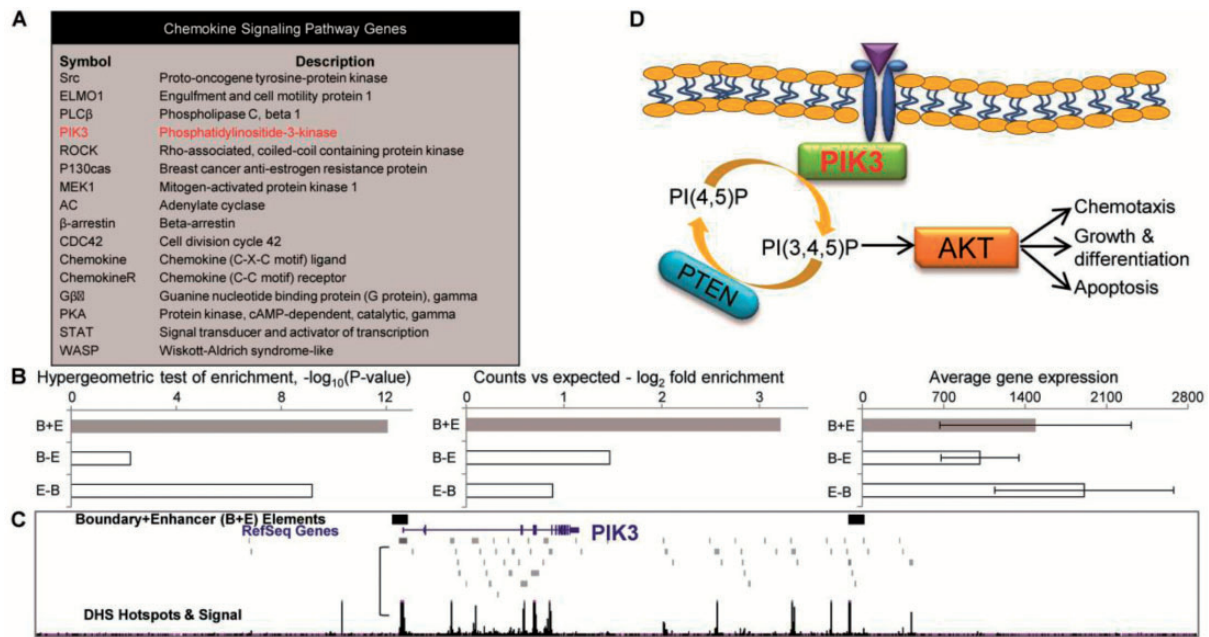 A
Chemokine Signaling Pathway Genes
Symbol Description
Src Proto-oncogene tyrosine-protein kinase
ELMO1 Engulfment and cell motility protein 1
PLCβ Phospholipase C, beta 1
PIK3 Phosphatidylinositide-3-kinase
ROCK Rho-associated, coiled-coil containing protein kinase
P130cas Breast cancer anti-estrogen resistance protein
MEK1 Mitogen-activated protein kinase 1
AC Adenylate cyclase
β-arrestin Beta-arrestin
CDC42 Cell division cycle 42
Chemokine Chemokine (C-X-C motif) ligand
ChemokineR Chemokine (C-C motif) receptor
Gβ Guanine nucleotide binding protein (G protein), gamma
PKA Protein kinase, cAMP-dependent, catalytic, gamma
STAT Signal transducer and activator of transcription
WASP Wiskott-Aldrich syndrome-like
D
PIK3
PI(4,5)P
PI(3,4,5)P
PTEN
AKT
Chemotaxis
Growth &
differentiation
Apoptosis
B
Hypergeometric test of enrichment, -log10(P-value)
0 4 8 12
B+E
B-E
E-B
Counts vs expected - log2 fold enrichment
0 1 2 3
B+E
B-E
E-B
Average gene expression
0 700 1400 2100 2800
B+E
B-E
E-B
C
Boundary+Enhancer (B+E) Elements
RefSeq Genes PIK3
DHS Hotspots & Signal